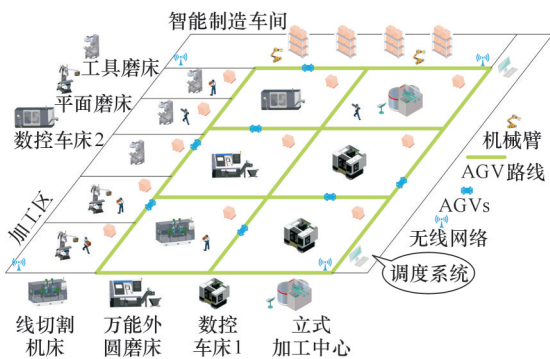 智能制造车间
工具磨床
平面磨床
数控车床2
加工区
机械臂
AGV路线
AGVs
无线网络
调度系统
线切割
机床
万能外
圆磨床
数控
车床1
立式
加工中心